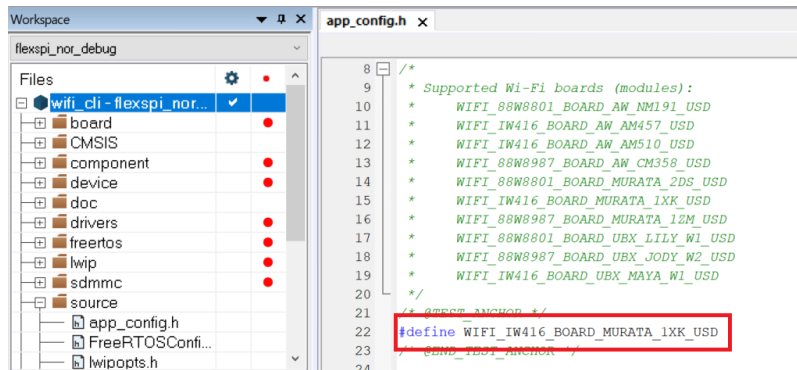 Workspace
flexspi_nor_debug
Files
wifi_cli - flexspi_nor...
board
CMSIS
component
device
doc
drivers
freertos
lwip
sdmmc
source
app_config.h
FreeRTOSConfi...
lwipopts.h
app_config.h
8 /*
9 * Supported Wi-Fi boards (modules):
10 * WIFI_88W8801_BOARD_AW_NM191_USD
11 * WIFI_IW416_BOARD_AW_AM457_USD
12 * WIFI_IW416_BOARD_AW_AM510_USD
13 * WIFI_88W8987_BOARD_AW_CM358_USD
14 * WIFI_88W8801_BOARD_MURATA_2DS_USD
15 * WIFI_IW416_BOARD_MURATA_1XK_USD
16 * WIFI_88W8987_BOARD_MURATA_1ZM_USD
17 * WIFI_88W8801_BOARD_UBX_LILY_W1_USD
18 * WIFI_88W8987_BOARD_UBX_JODY_W2_USD
19 * WIFI_IW416_BOARD_UBX_MAYA_W1_USD
20 */
21 /* @TEST_ANCHOR */
22 #define WIFI_IW416_BOARD_MURATA_1XK_USD
23 /* @END_TEST_ANCHOR */
24